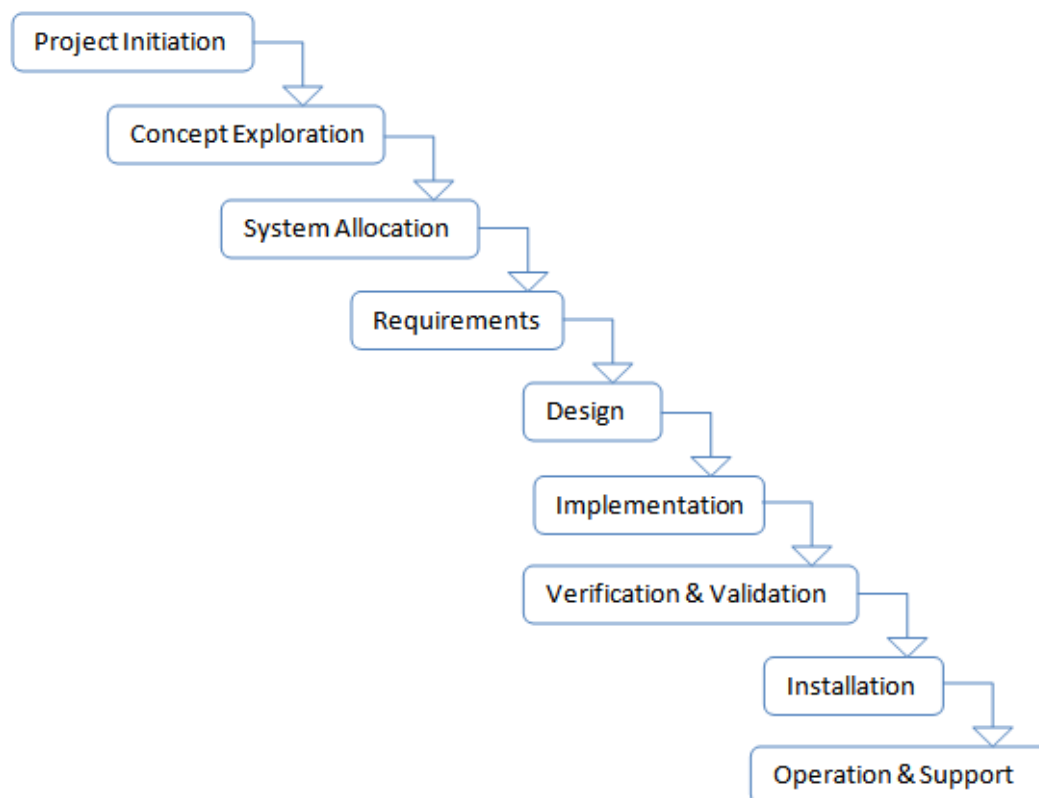 Project Initiation
Concept Exploration
System Allocation
Requirements
Design
Implementation
Verification & Validation
Installation
Operation & Support